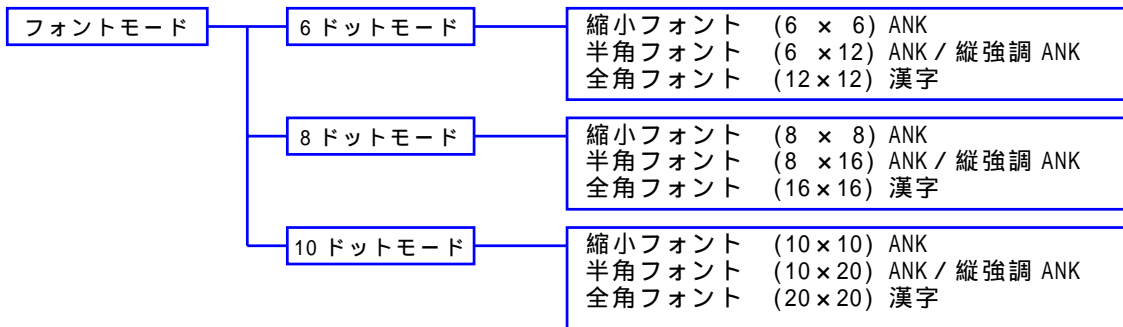 フォントモード
6ドットモード
縮小フォント (6 × 6) ANK
半角フォント (6 ×12) ANK/縦強調 ANK
全角フォント (12×12) 漢字
8ドットモード
縮小フォント (8 × 8) ANK
半角フォント (8 ×16) ANK/縦強調 ANK
全角フォント (16×16) 漢字
10ドットモード
縮小フォント (10×10) ANK
半角フォント (10×20) ANK/縦強調 ANK
全角フォント (20×20) 漢字